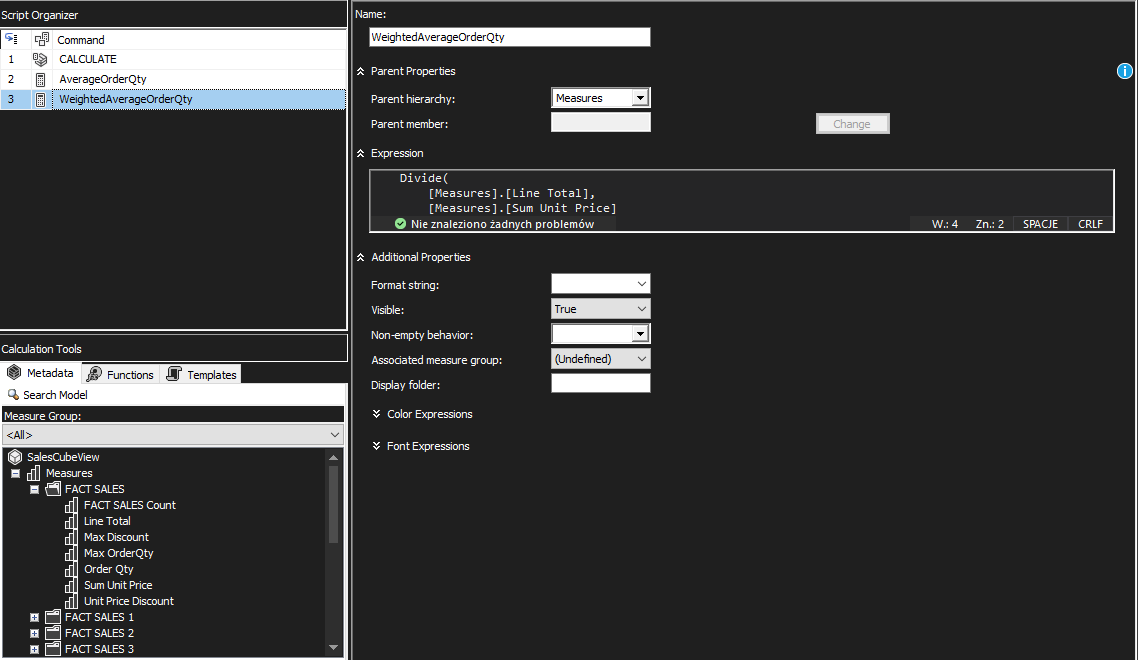 Script Organizer
Command
1 CALCULATE
2 AverageOrderQty
3 WeightedAverageOrderQty
Calculation Tools
Metadata Functions Templates
Search Model
Measure Group:
<All>
SalesCubeView
Measures
FACT SALES
FACT SALES Count
Line Total
Max Discount
Max OrderQty
Order Qty
Sum Unit Price
Unit Price Discount
FACT SALES 1
FACT SALES 2
FACT SALES 3
Name:
WeightedAverageOrderQty
Parent Properties
Parent hierarchy: Measures
Parent member: Change
Expression
Divide(
[Measures].[Line Total],
[Measures].[Sum Unit Price]
Nie znaleziono żadnych problemów W.: 4 Zn.: 2 SPACJE CRLF
Additional Properties
Format string:
Visible: True
Non-empty behavior:
Associated measure group: (Undefined)
Display folder:
Color Expressions
Font Expressions